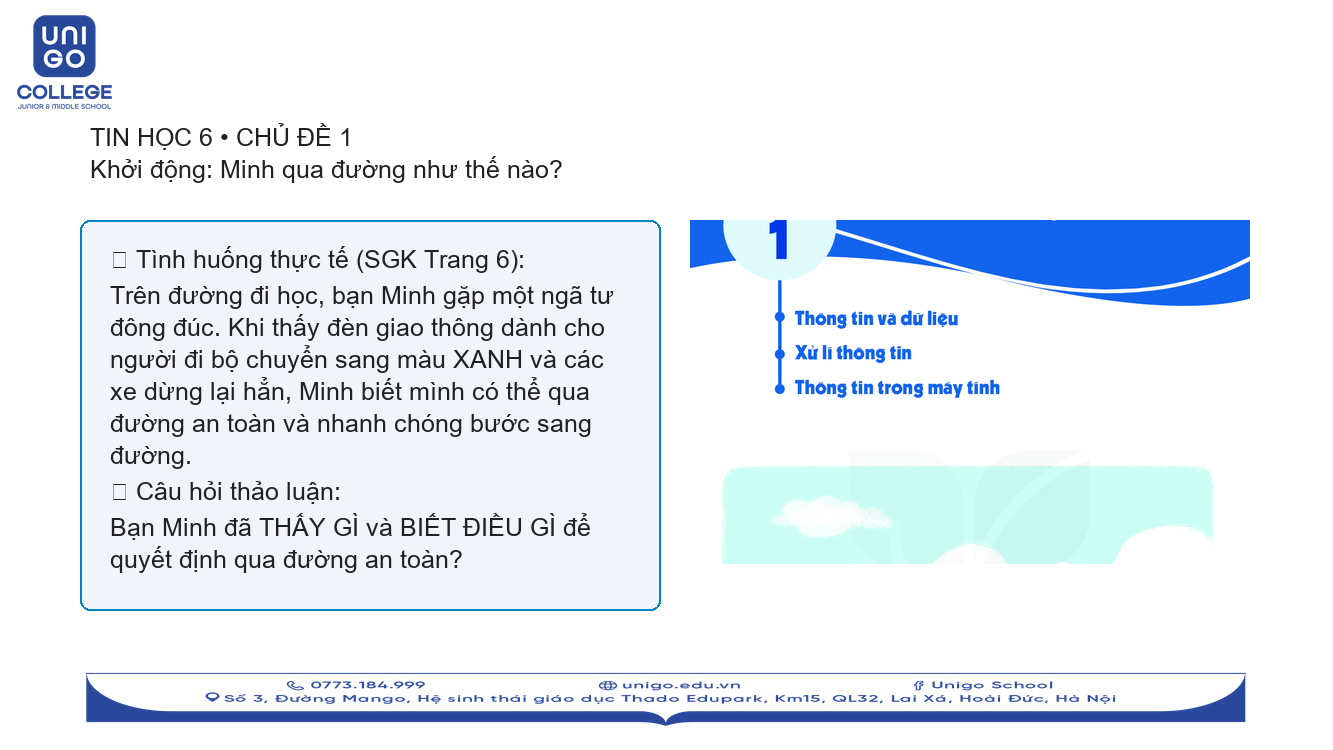 UNI
GO
COLLEGE
JUNIOR & MIDDLE SCHOOL
TIN HỌC 6 • CHỦ ĐỀ 1
Khởi động: Minh qua đường như thế nào?
Tình huống thực tế (SGK Trang 6):
Trên đường đi học, bạn Minh gặp một ngã tư
đông đúc. Khi thấy đèn giao thông dành cho
người đi bộ chuyển sang màu XANH và các
xe dừng lại hẳn, Minh biết mình có thể qua
đường an toàn và nhanh chóng bước sang
đường.
Câu hỏi thảo luận:
Bạn Minh đã THẤY GÌ và BIẾT ĐIỀU GÌ để
quyết định qua đường an toàn?
1
Thông tin và dữ liệu
Xử lí thông tin
Thông tin trong máy tính
0773.184.999
unigo.edu.vn
Unigo School
Số 3, Đường Mango, Hệ sinh thái giáo dục Thado Edupark, Km15, QL32, Lai Xá, Hoài Đức, Hà Nội